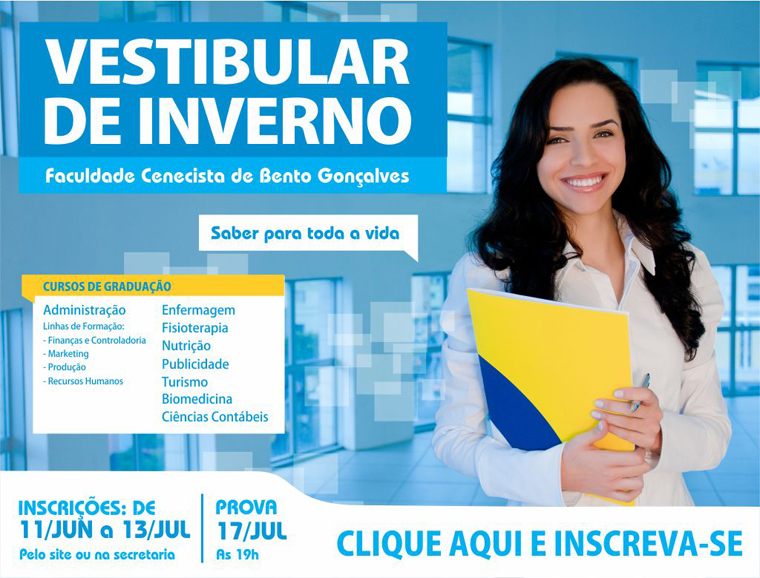 VESTIBULAR
DE INVERNO
Faculdade Cenecista de Bento Gonçalves
Saber para toda a vida
CURSOS DE GRADUAÇÃO
Administração
Linhas de Formação:
- Finanças e Controladoria
- Marketing
- Produção
- Recursos Humanos
Enfermagem
Fisioterapia
Nutrição
Publicidade
Turismo
Biomedicina
Ciências Contábeis
INSCRIÇÕES: DE
11/JUN a 13/JUL
Pelo site ou na secretaria
PROVA
17/JUL
As 19h
CLIQUE AQUI E INSCREVA-SE